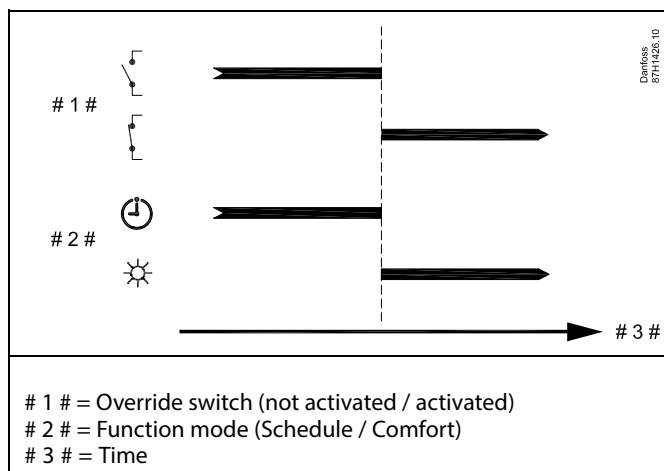 Danfoss
87H1426.10
# 1 #
# 2 #
# 3 #
# 1 # = Override switch (not activated / activated)
# 2 # = Function mode (Schedule / Comfort)
# 3 # = Time